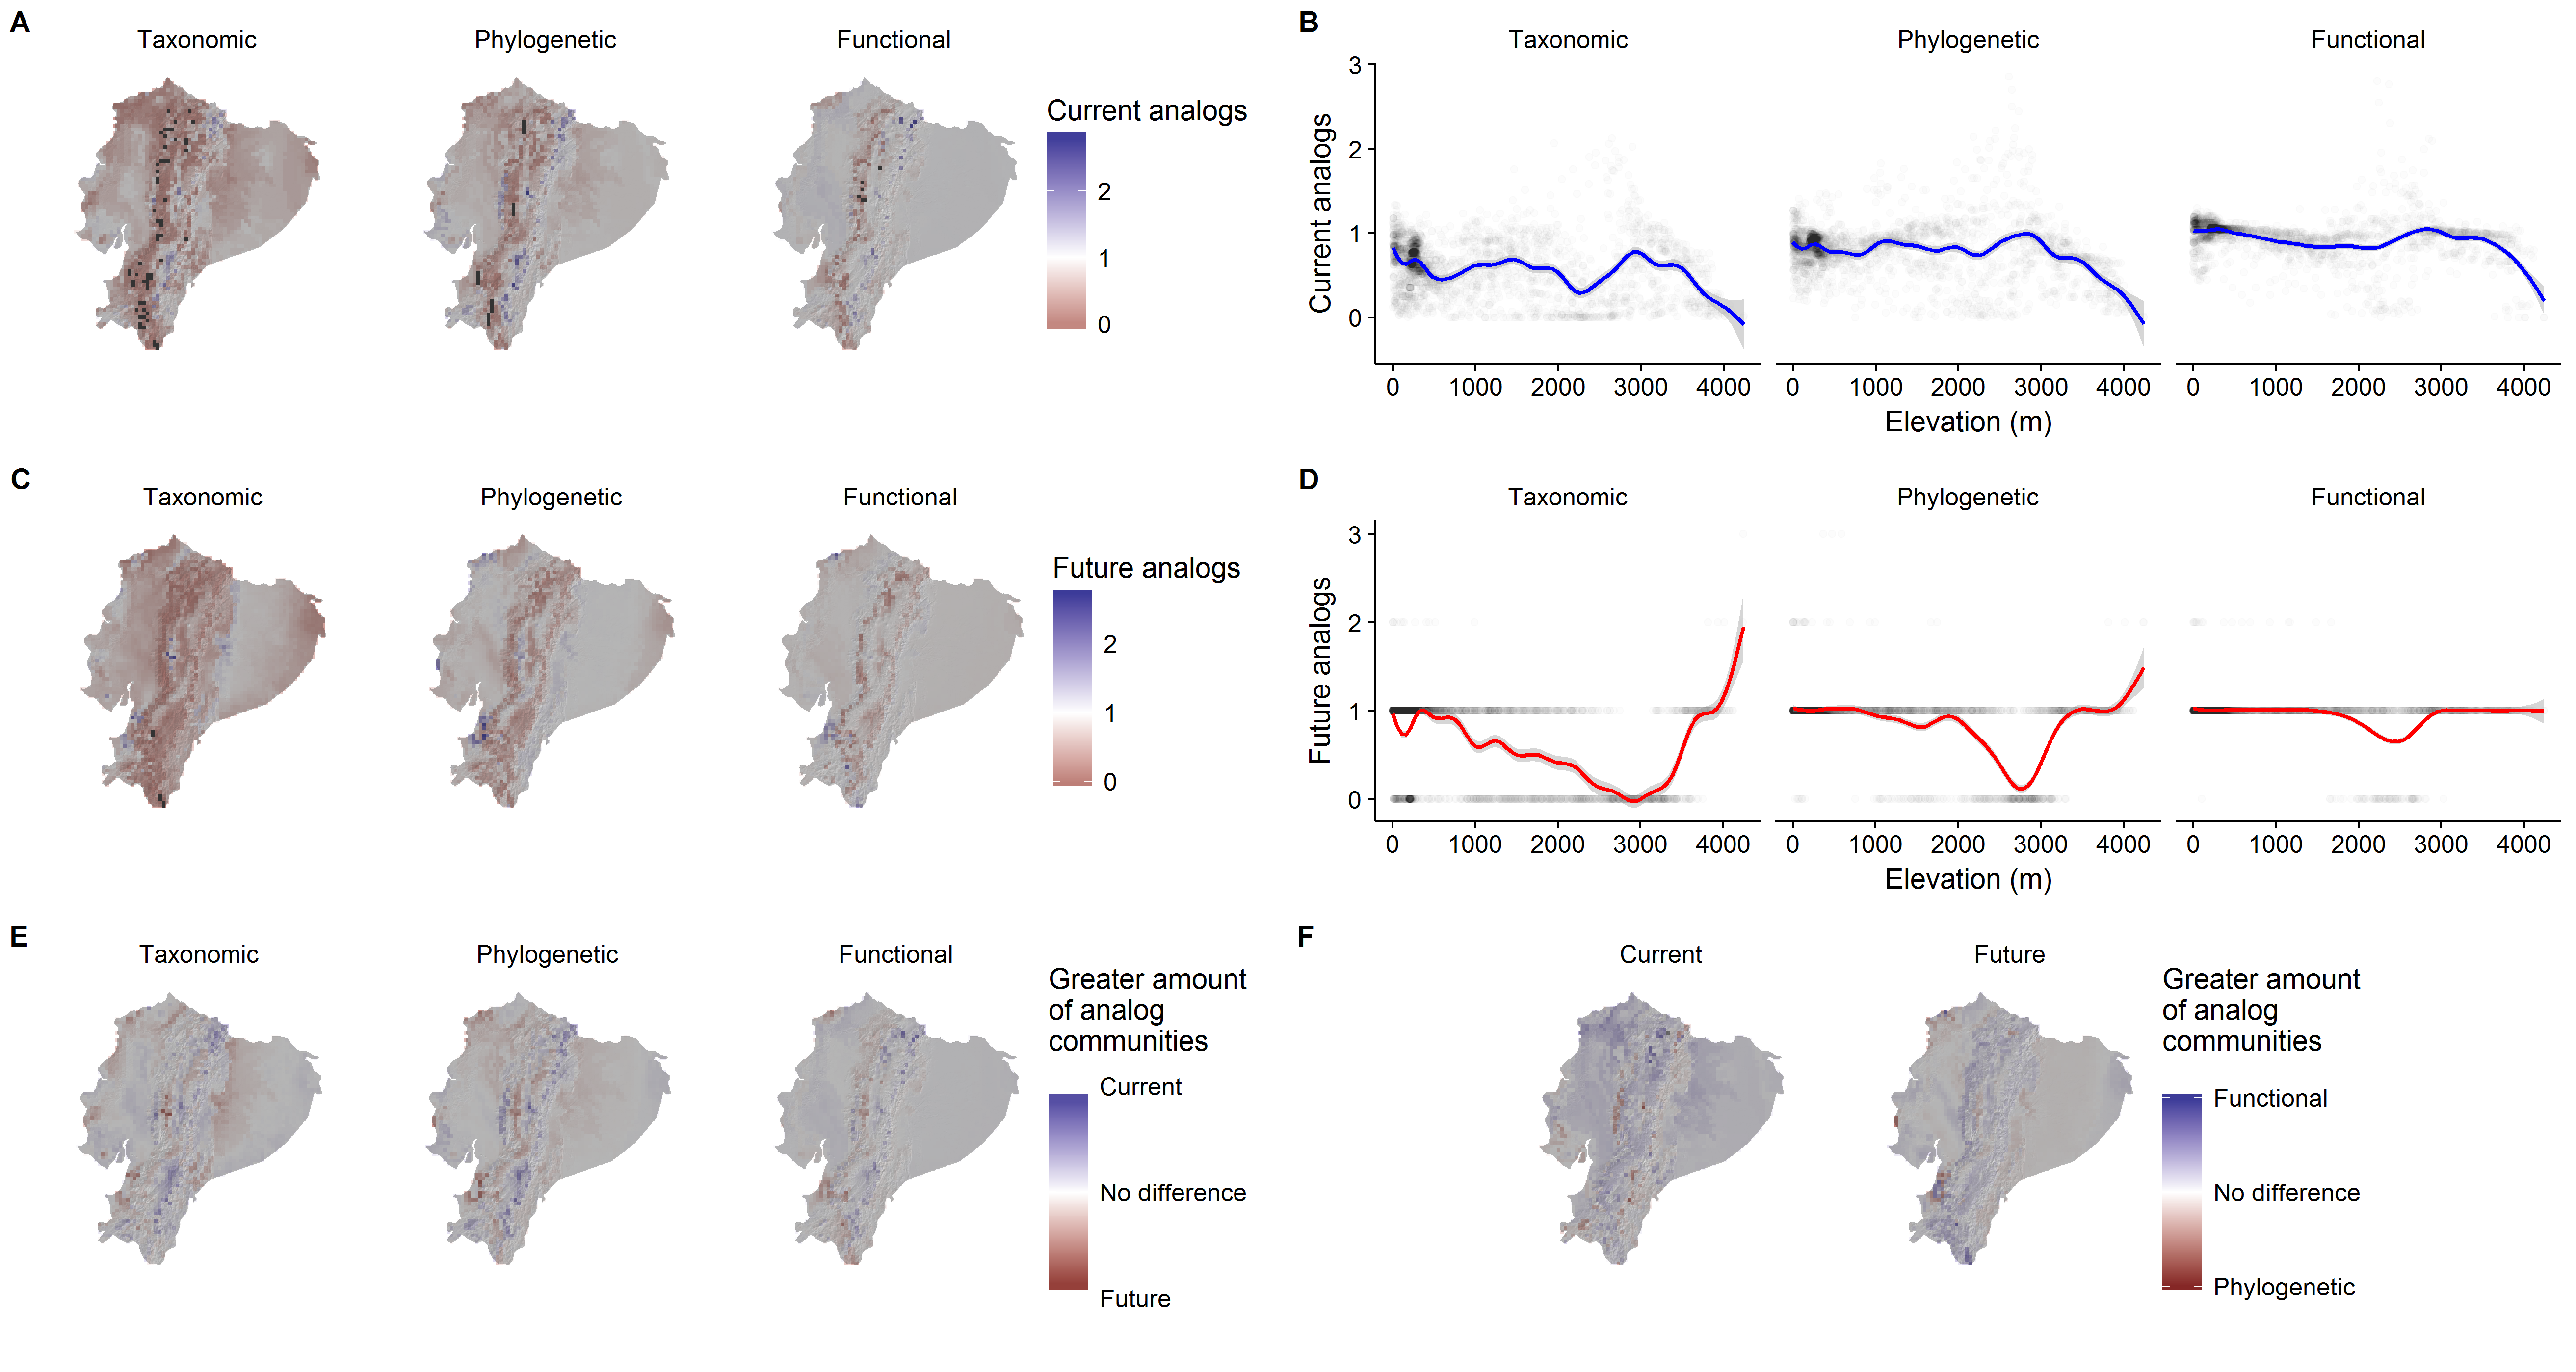 A
Taxonomic
Phylogenetic
Functional
Current analogs
2
1
0
B
Taxonomic
Phylogenetic
Functional
Current analogs
3
2
1
0
0 1000 2000 3000 4000
0 1000 2000 3000 4000
0 1000 2000 3000 4000
Elevation (m)
C
Taxonomic
Phylogenetic
Functional
Future analogs
2
1
0
D
Taxonomic
Phylogenetic
Functional
Future analogs
3
2
1
0
0 1000 2000 3000 4000
0 1000 2000 3000 4000
0 1000 2000 3000 4000
Elevation (m)
E
Taxonomic
Phylogenetic
Functional
Greater amount
of analog
communities
Current
No difference
Future
F
Current
Future
Greater amount
of analog
communities
Functional
No difference
Phylogenetic